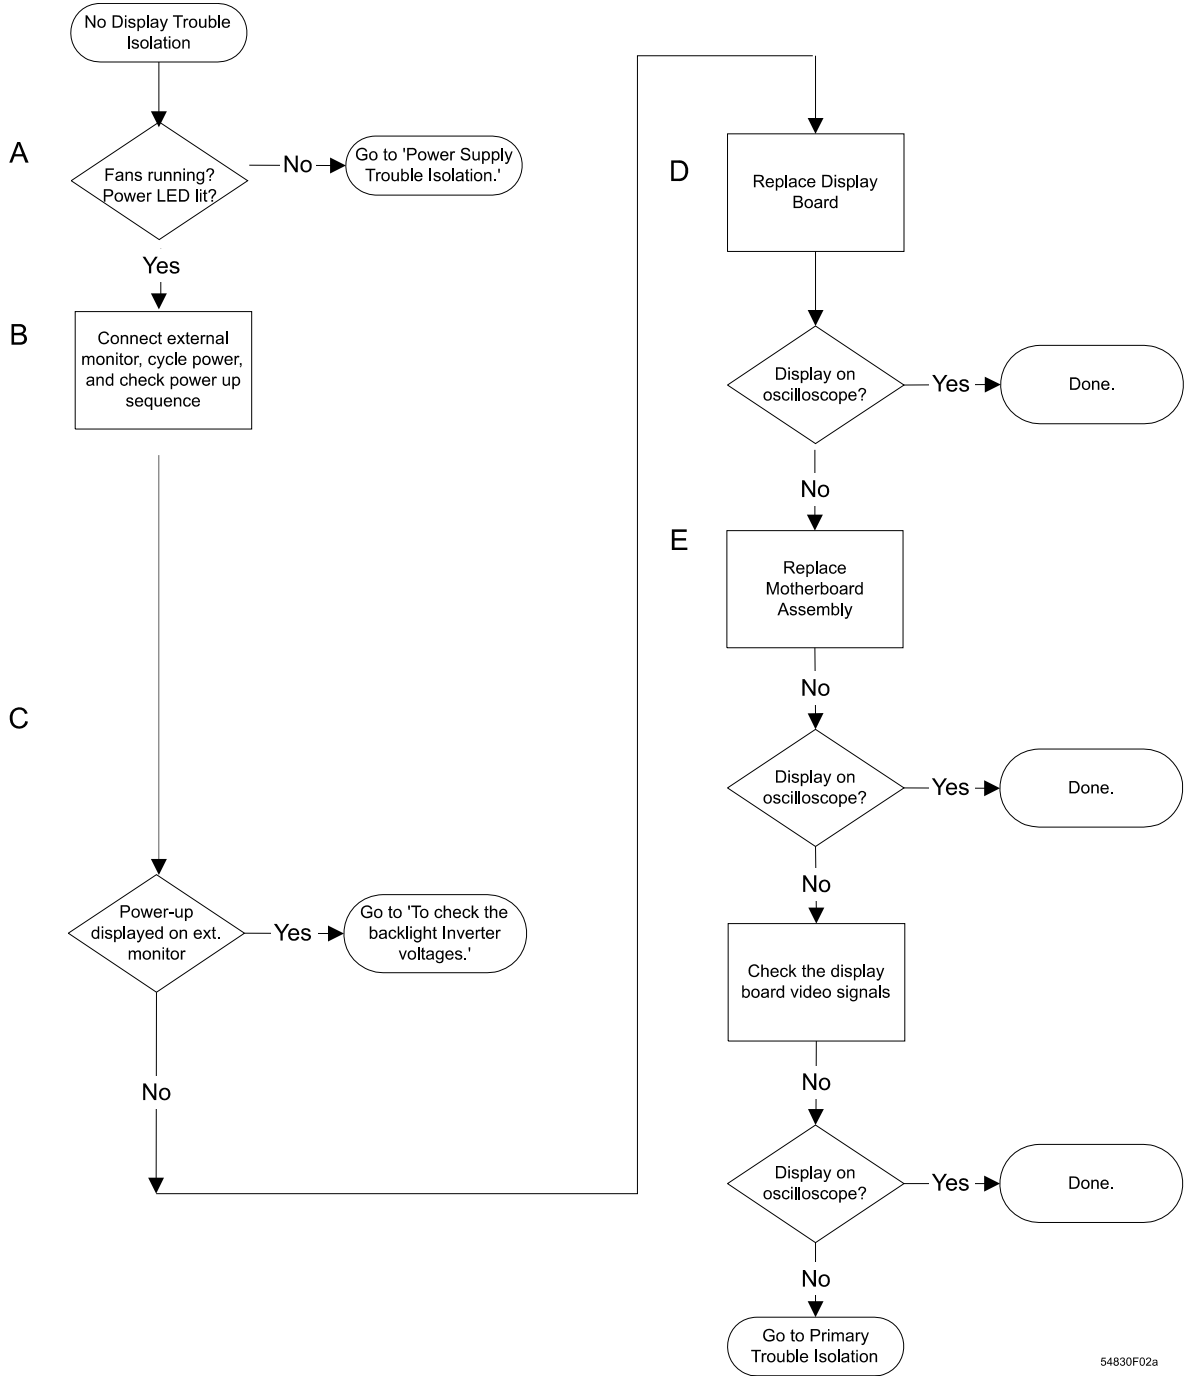 No Display Trouble
Isolation
A
Fans running?
Power LED lit?
No
Go to 'Power Supply
Trouble Isolation.'
Yes
B
Connect external
monitor, cycle power,
and check power up
sequence
C
Power-up
displayed on ext.
monitor
Yes
Go to 'To check the
backlight Inverter
voltages.'
No
D
Replace Display
Board
Display on
oscilloscope?
Yes
Done.
No
E
Replace
Motherboard
Assembly
No
Display on
oscilloscope?
Yes
Done.
No
Check the display
board video signals
No
Display on
oscilloscope?
Yes
Done.
No
Go to Primary
Trouble Isolation
54830F02a